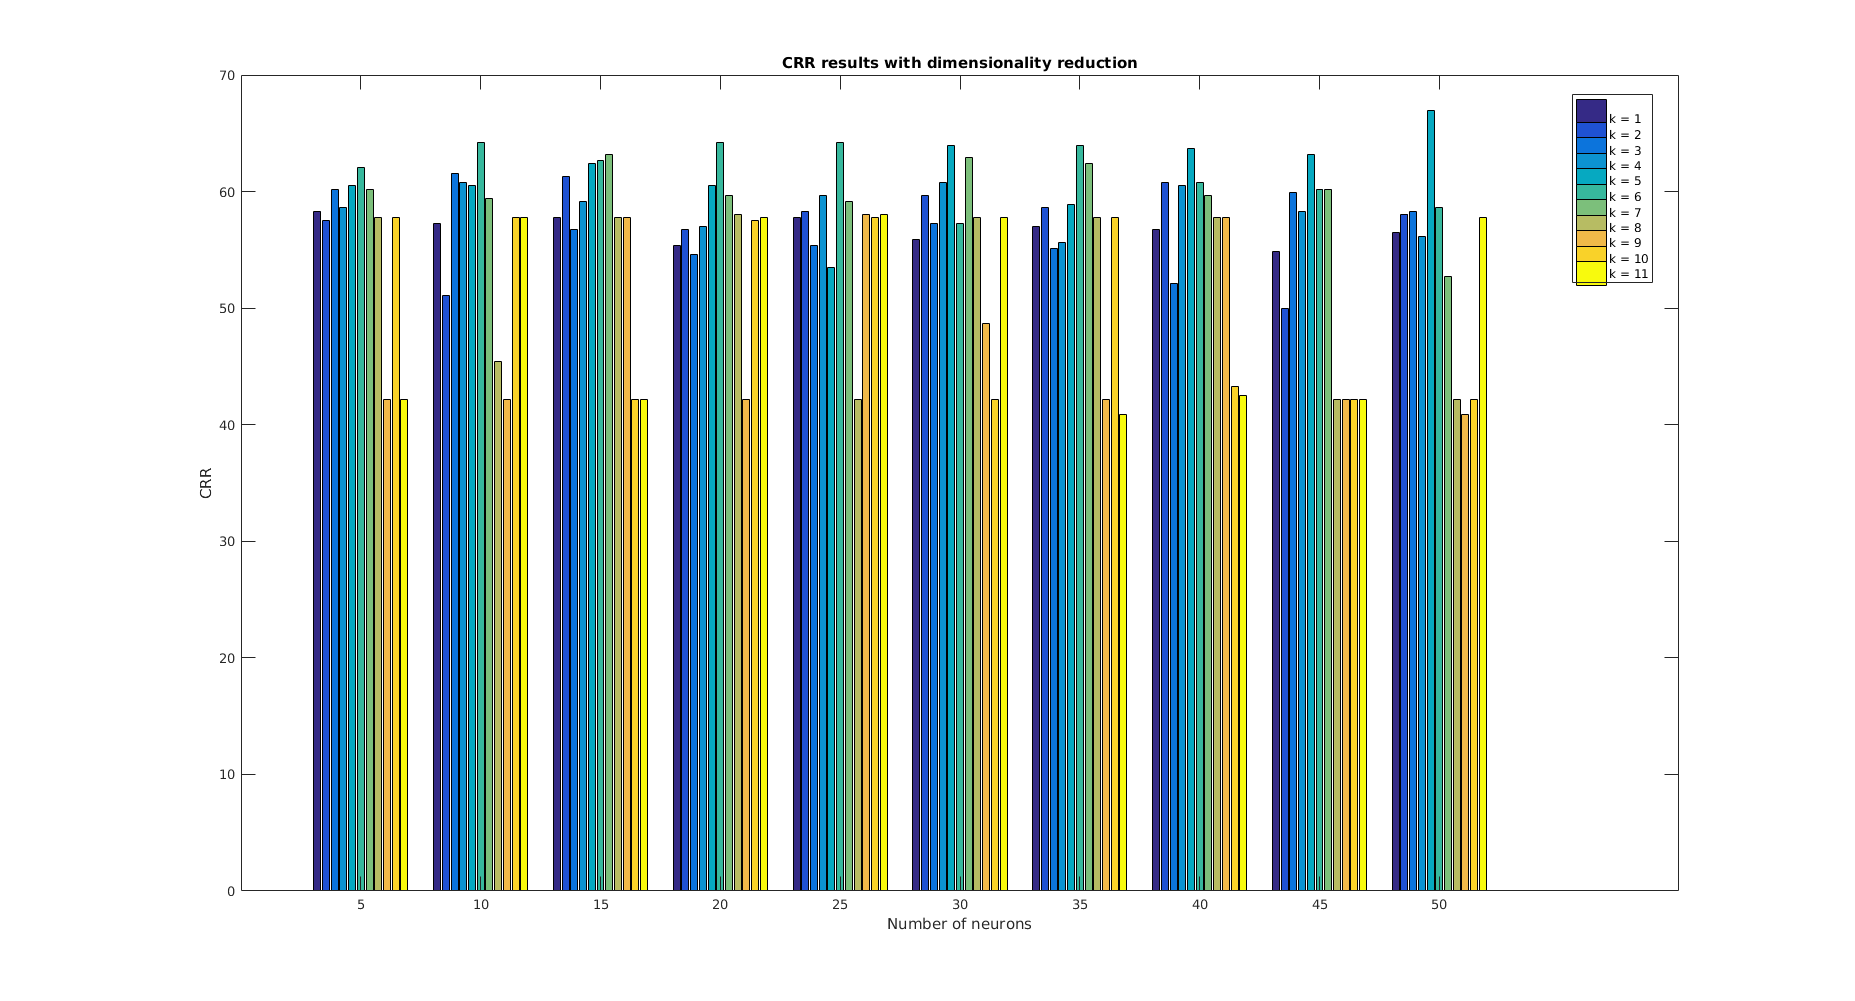 CRR results with dimensionality reduction
70
60
50
40
30
20
10
0
CRR
5 10 15 20 25 30 35 40 45 50
Number of neurons
k = 1
k = 2
k = 3
k = 4
k = 5
k = 6
k = 7
k = 8
k = 9
k = 10
k = 11